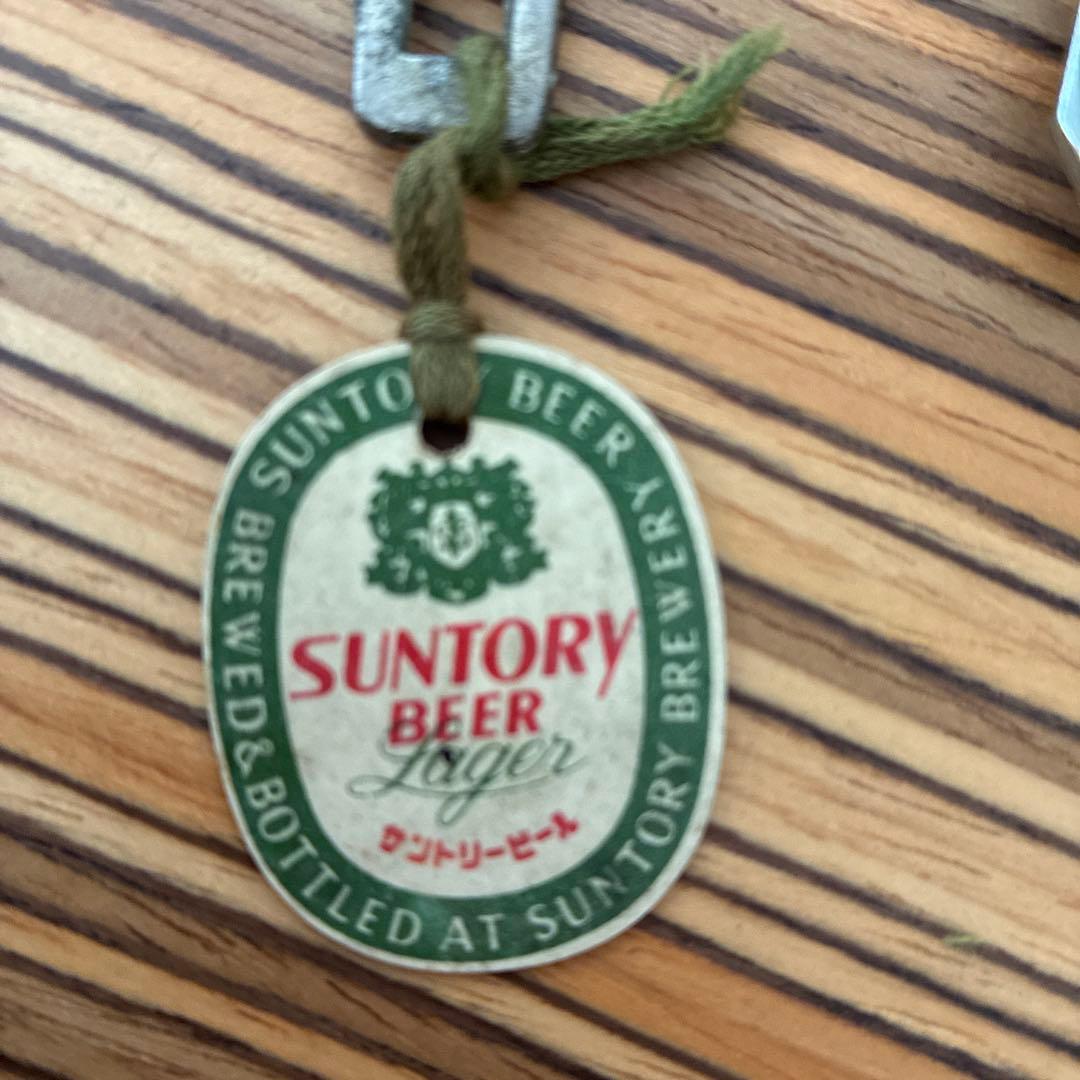 SUNTORY BEER
BREWED & BOTTLED AT SUNTORY BREWERY
SUNTORY
BEER
Lager
サントリービール